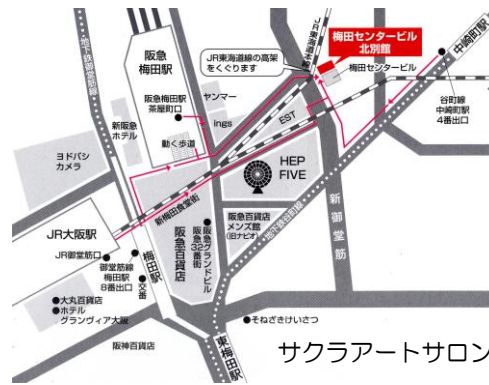 JR東海道本線
梅田センタービル
北別館
中崎町駅
地下鉄御堂筋線
阪急
梅田駅
JR東海道線の高架
をくぐります
梅田センタービル
ヤンマー
阪急梅田駅
茶屋町口
ings
EST
谷町線
中崎町駅
4番出口
新阪急
ホテル
動く歩道
ヨドバシ
カメラ
HEP
FIVE
新梅田食堂街
阪急百貨店
メンズ館
(旧ナビオ)
地下鉄谷町線
新御堂筋
JR大阪駅
JR御堂筋口
御堂筋線
梅田駅
8番出口
梅田駅
交番
阪急百貨店
阪急グランドビル
阪急32番街
大丸百貨店
ホテル
グランヴィア大阪
阪神百貨店
東梅田駅
そねざきけいさつ
サクラアートサロン